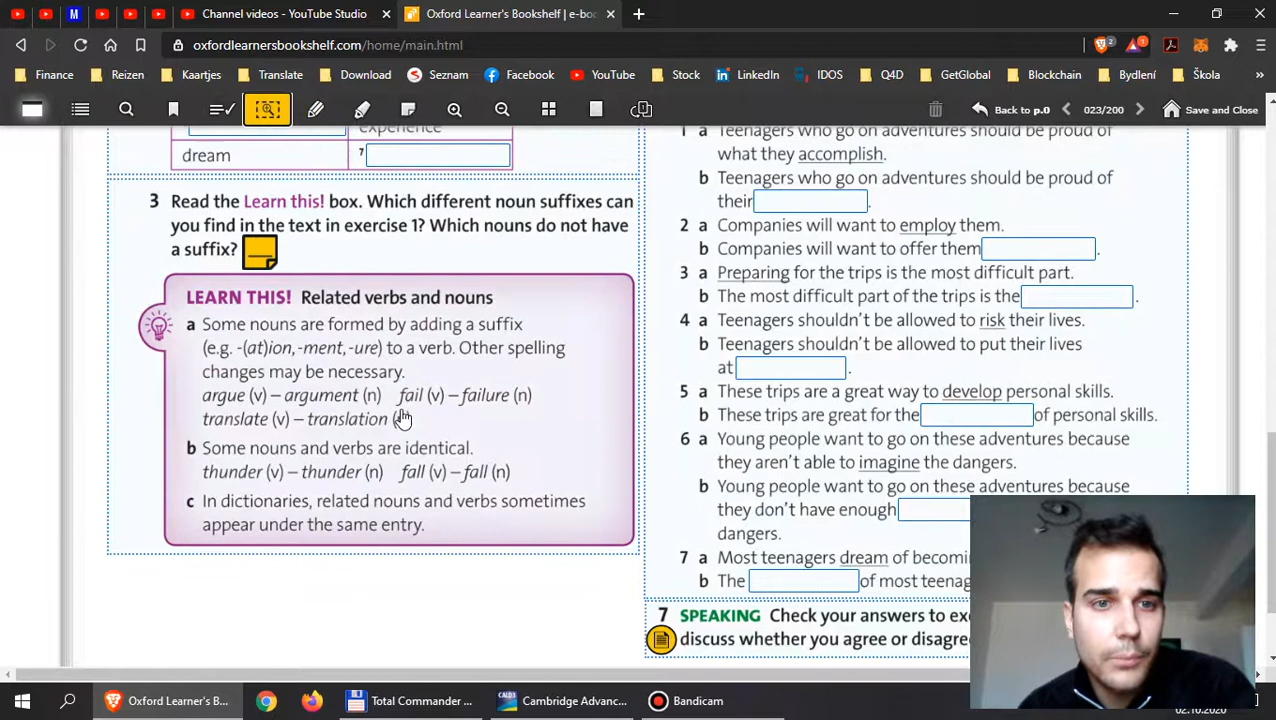 Channel videos - YouTube Studio
Oxford Learner's Bookshelf | e-boo
oxfordlearnersbookshelf.com/home/main.html
2
1
Finance
Reizen
Kaartjes
Translate
Download
Seznam
Facebook
YouTube
Stock
LinkedIn
IDOS
Q4D
GetGlobal
Blockchain
Bydlení
Škola
Back to p.0
023/200
Save and Close
experience
dream
7
3 Read the Learn this! box. Which different noun suffixes can
you find in the text in exercise 1? Which nouns do not have
a suffix?
LEARN THIS! Related verbs and nouns
a Some nouns are formed by adding a suffix
(e.g. -(at)ion, -ment, -ure) to a verb. Other spelling
changes may be necessary.
argue (v) – argument (n) fail (v) – failure (n)
translate (v) – translation
b Some nouns and verbs are identical.
thunder (v) – thunder (n) fall (v) – fall (n)
c In dictionaries, related nouns and verbs sometimes
appear under the same entry.
1 a Teenagers who go on adventures should be proud of
what they accomplish.
b Teenagers who go on adventures should be proud of
their .
2 a Companies will want to employ them.
b Companies will want to offer them .
3 a Preparing for the trips is the most difficult part.
b The most difficult part of the trips is the .
4 a Teenagers shouldn't be allowed to risk their lives.
b Teenagers shouldn't be allowed to put their lives
at .
5 a These trips are a great way to develop personal skills.
b These trips are great for the of personal skills.
6 a Young people want to go on these adventures because
they aren't able to imagine the dangers.
b Young people want to go on these adventures because
they don't have enough
dangers.
7 a Most teenagers dream of becomi
b The of most teenag
7 SPEAKING Check your answers to ex
discuss whether you agree or disagre
Oxford Learner's B...
Total Commander ...
CALD3
Cambridge Advanc...
Bandicam
02.10.2020